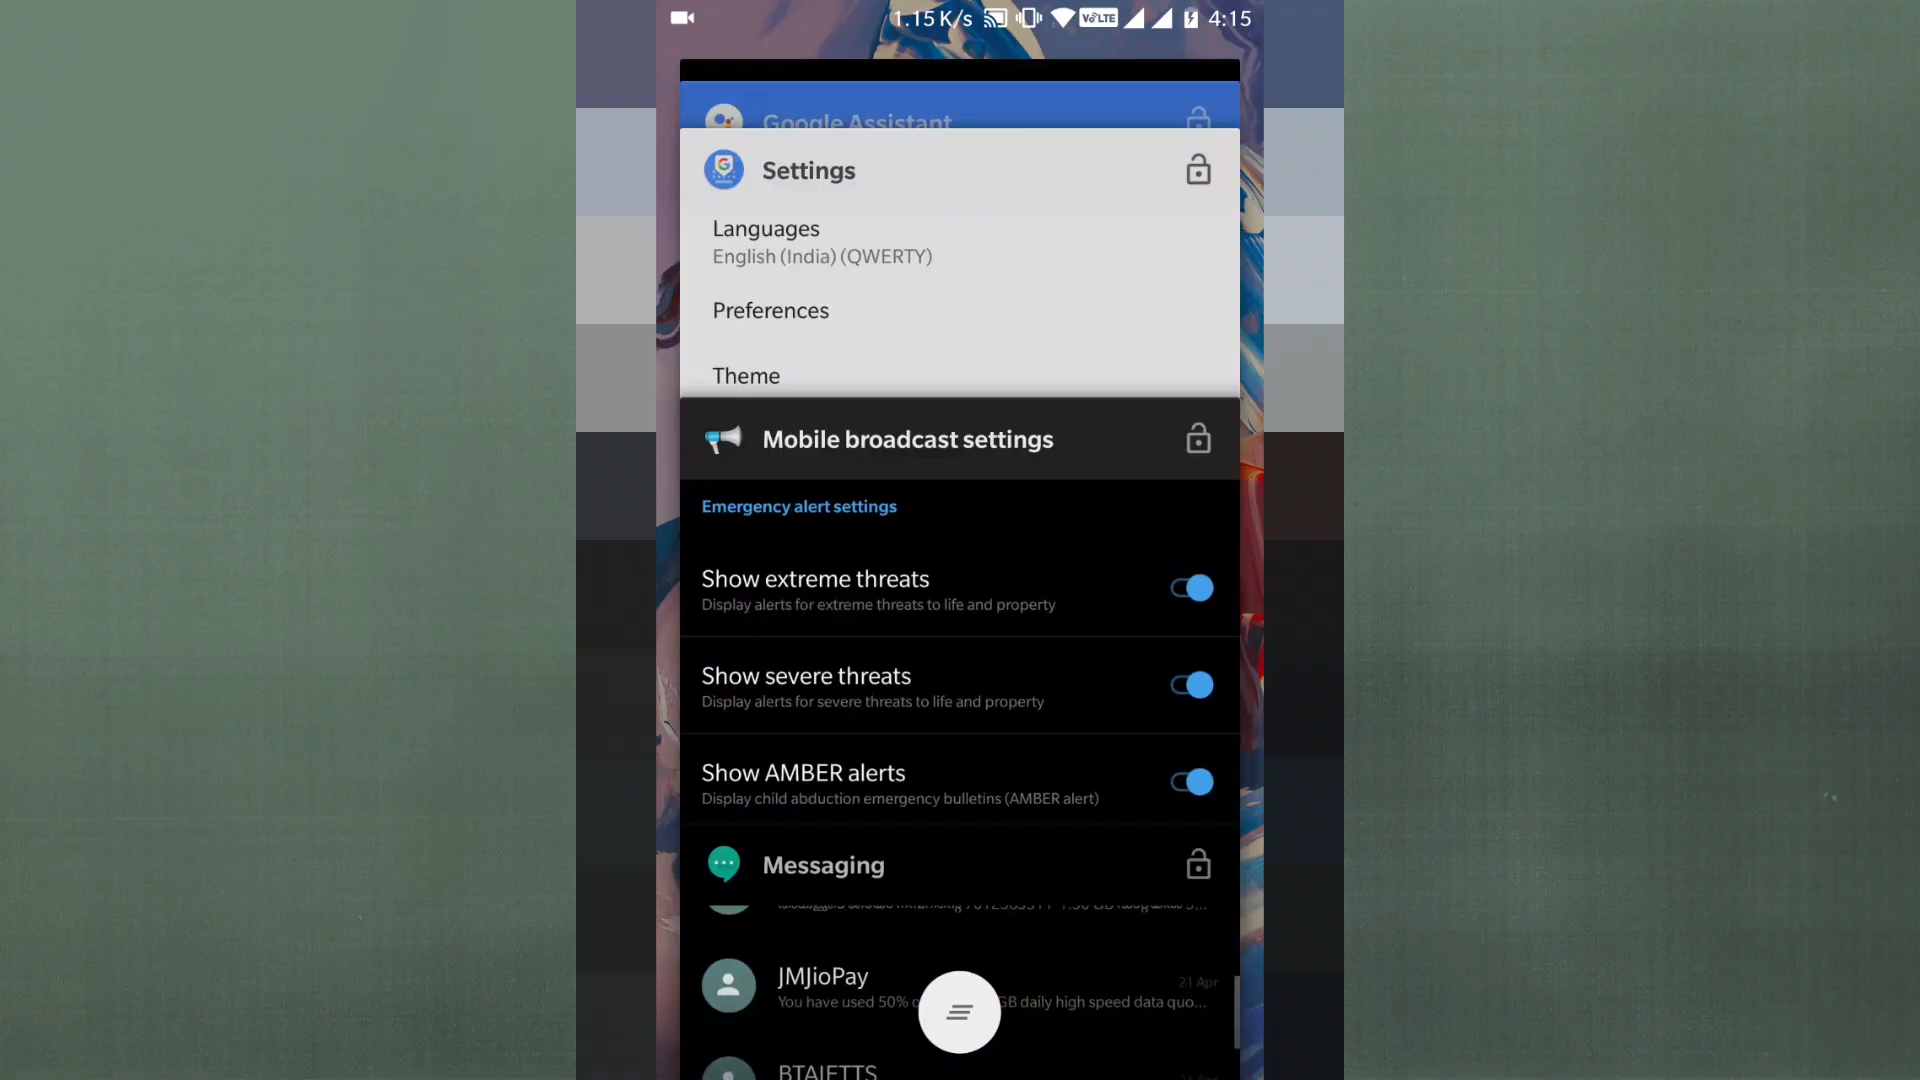 1.15 K/s VoLTE 4:15
Google Assistant
Settings
Languages
English (India) (QWERTY)
Preferences
Theme
Mobile broadcast settings
Emergency alert settings
Show extreme threats
Display alerts for extreme threats to life and property
Show severe threats
Display alerts for severe threats to life and property
Show AMBER alerts
Display child abduction emergency bulletins (AMBER alert)
Messaging
JMJioPay
21 Apr
You have used 50% GB daily high speed data quo...